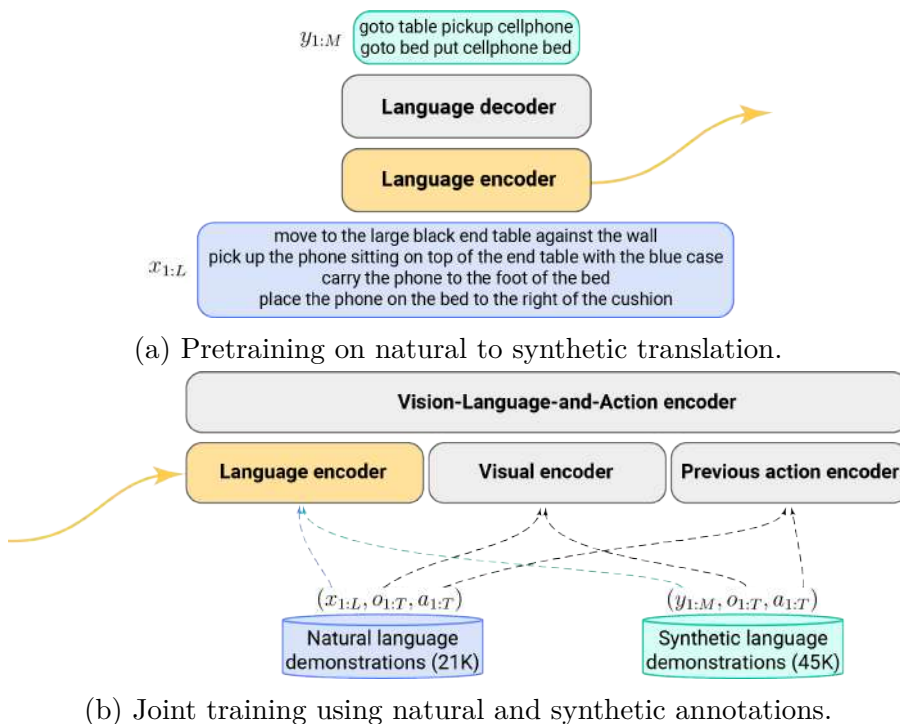 y1:M
goto table pickup cellphone
goto bed put cellphone bed
Language decoder
Language encoder
x1:L
move to the large black end table against the wall
pick up the phone sitting on top of the end table with the blue case
carry the phone to the foot of the bed
place the phone on the bed to the right of the cushion
(a) Pretraining on natural to synthetic translation.
Vision-Language-and-Action encoder
Language encoder
Visual encoder
Previous action encoder
(x1:L, o1:T, a1:T)
(y1:M, o1:T, a1:T)
Natural language
demonstrations (21K)
Synthetic language
demonstrations (45K)
(b) Joint training using natural and synthetic annotations.